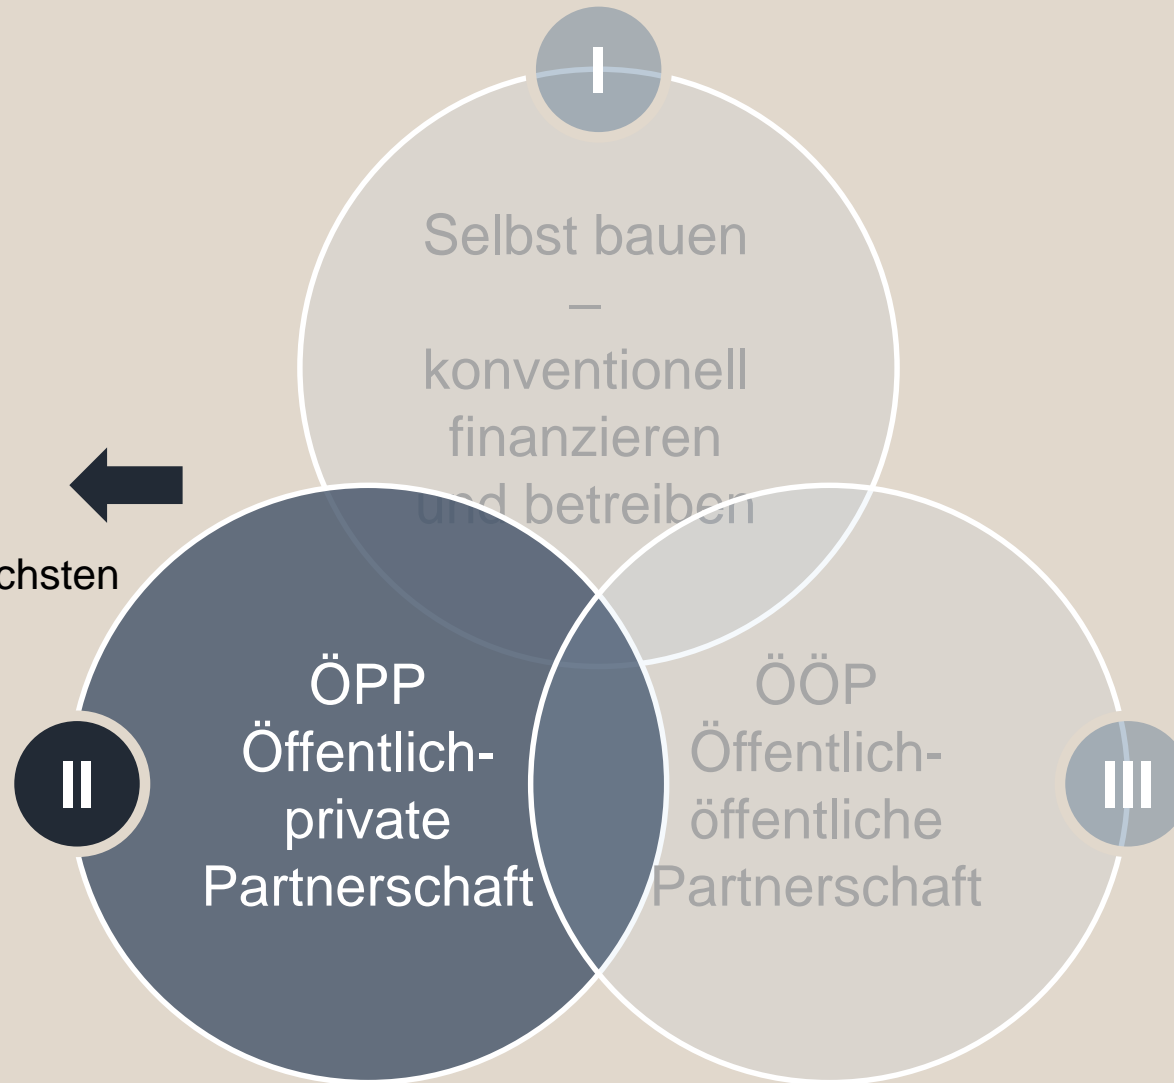 I
Selbst bauen
–
konventionell
finanzieren
und betreiben
chsten
II
ÖPP
Öffentlich-
private
Partnerschaft
III
ÖÖP
Öffentlich-
öffentliche
Partnerschaft